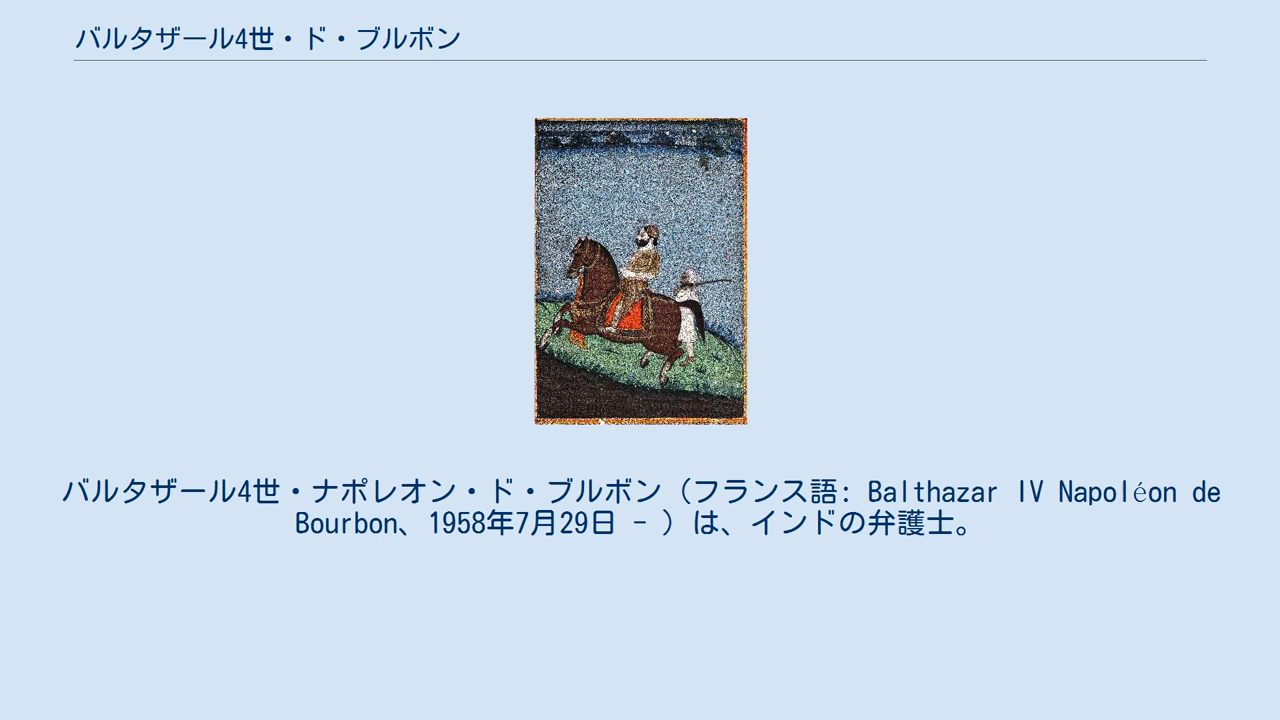 バルタザール4世・ド・ブルボン
バルタザール4世・ナポレオン・ド・ブルボン（フランス語: Balthazar IV Napoléon de
Bourbon、1958年7月29日 - ）は、インドの弁護士。